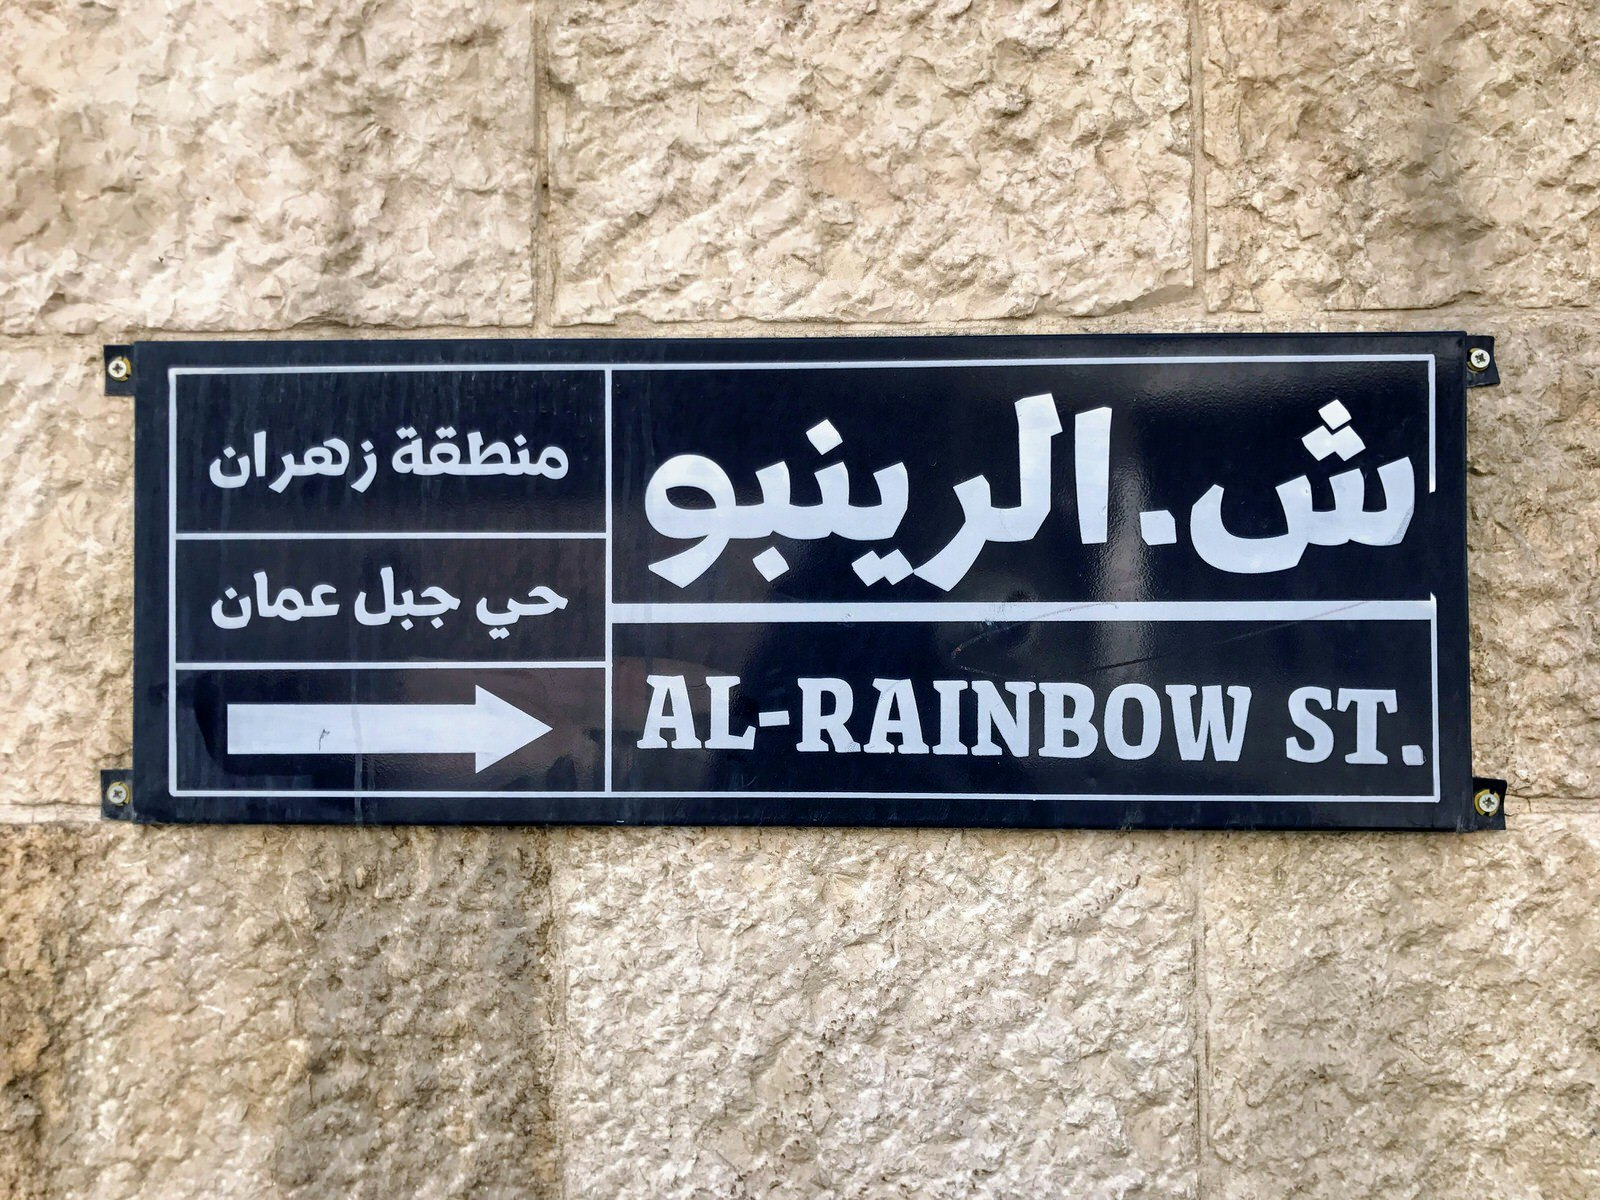 ش.الرينبو
AL-RAINBOW ST.
منطقة زهران
حي جبل عمان